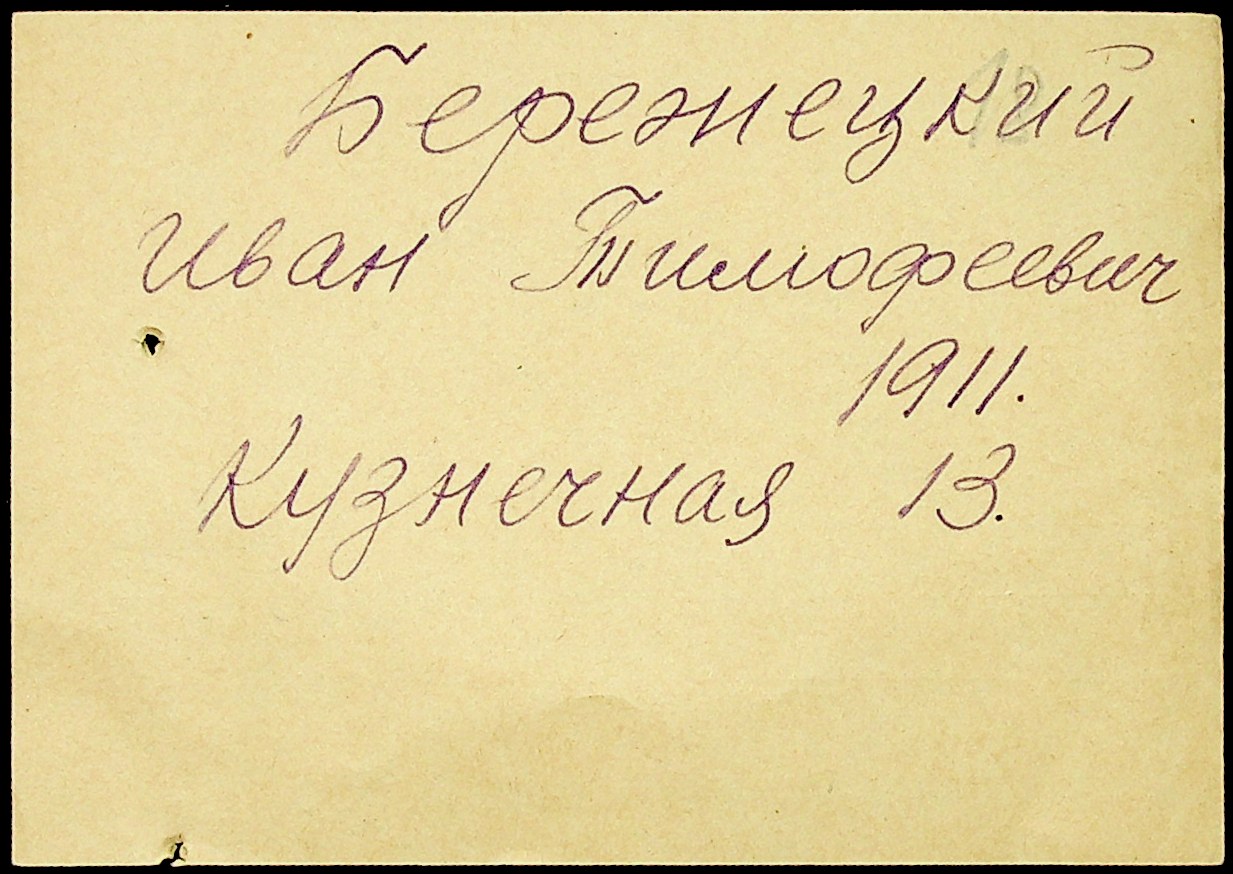 Бережецкий
Иван Тимофеевич
1911.
Кузнечная 13.